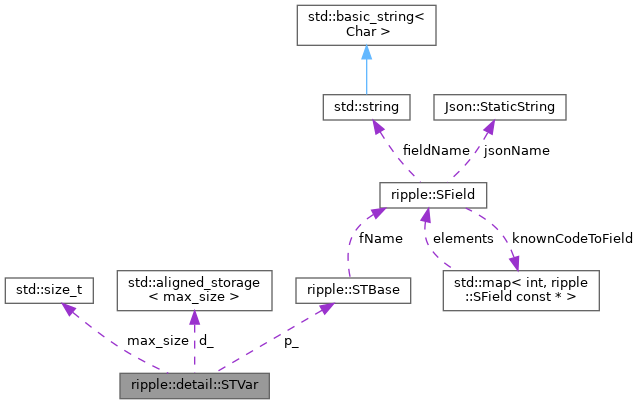 std::basic_string<
Char >
std::string
Json::StaticString
fieldName
jsonName
ripple::SField
fName
elements
knownCodeToField
std::size_t
std::aligned_storage
< max_size >
ripple::STBase
std::map< int, ripple
::SField const * >
max_size
d_
p_
ripple::detail::STVar